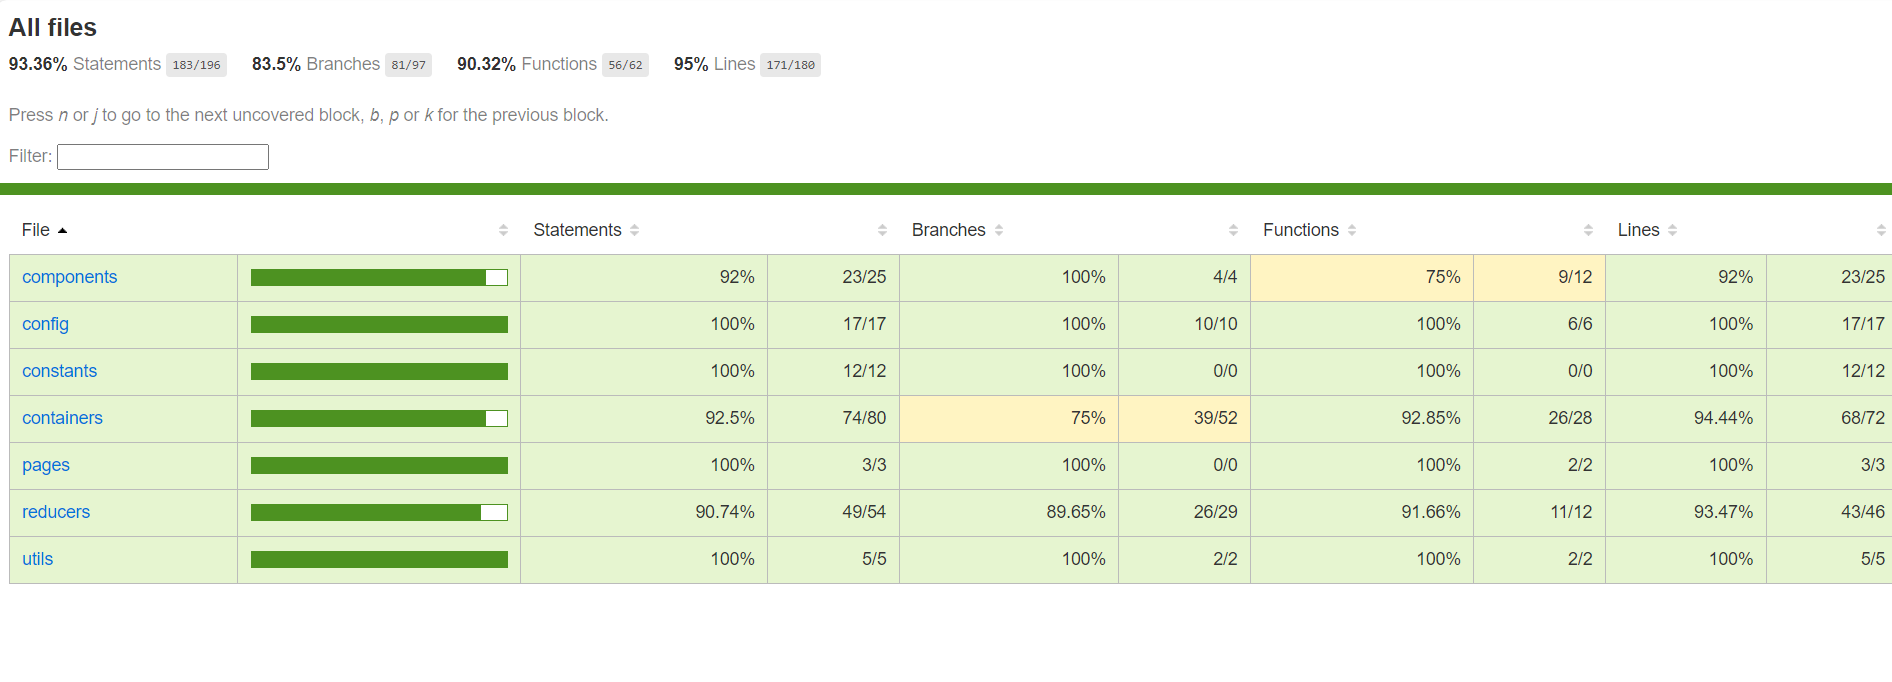 All files
93.36% Statements 183/196 83.5% Branches 81/97 90.32% Functions 56/62 95% Lines 171/180
Press n or j to go to the next uncovered block, b, p or k for the previous block.
Filter:
File Statements Branches Functions Lines
components 92% 23/25 100% 4/4 75% 9/12 92% 23/25
config 100% 17/17 100% 10/10 100% 6/6 100% 17/17
constants 100% 12/12 100% 0/0 100% 0/0 100% 12/12
containers 92.5% 74/80 75% 39/52 92.85% 26/28 94.44% 68/72
pages 100% 3/3 100% 0/0 100% 2/2 100% 3/3
reducers 90.74% 49/54 89.65% 26/29 91.66% 11/12 93.47% 43/46
utils 100% 5/5 100% 2/2 100% 2/2 100% 5/5